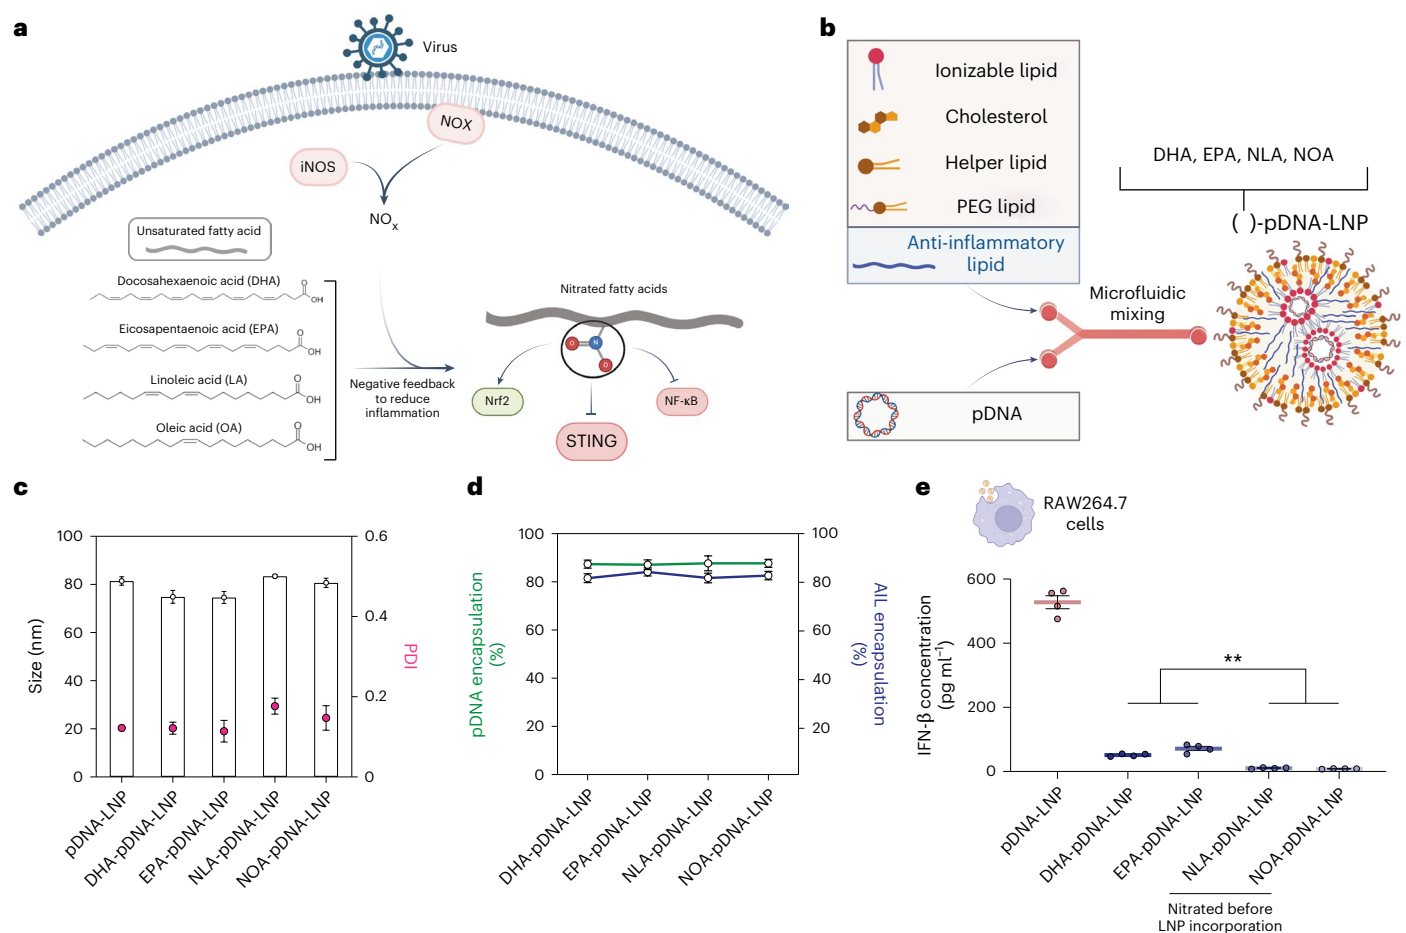 a
Virus
NOX
iNOS
NOx
Unsaturated fatty acid
Docosahexaenoic acid (DHA)
O
OH
Eicosapentaenoic acid (EPA)
O
OH
Linoleic acid (LA)
O
OH
Oleic acid (OA)
O
OH
Negative feedback
to reduce
inflammation
Nitrated fatty acids
O
N
O
Nrf2
NF-κB
STING
b
Ionizable lipid
Cholesterol
Helper lipid
PEG lipid
Anti-inflammatory
lipid
pDNA
Microfluidic
mixing
DHA, EPA, NLA, NOA
( )-pDNA-LNP
c
Size (nm)
100
80
60
40
20
0
0.6
0.4
0.2
0
PDI
pDNA-LNP
DHA-pDNA-LNP
EPA-pDNA-LNP
NLA-pDNA-LNP
NOA-pDNA-LNP
d
pDNA encapsulation
(%)
100
80
60
40
20
0
100
80
60
40
20
AIL encapsulation
(%)
DHA-pDNA-LNP
EPA-pDNA-LNP
NLA-pDNA-LNP
NOA-pDNA-LNP
e
RAW264.7
cells
IFN-β concentration
(pg ml⁻¹)
600
400
200
0
**
pDNA-LNP
DHA-pDNA-LNP
EPA-pDNA-LNP
NLA-pDNA-LNP
NOA-pDNA-LNP
Nitrated before
LNP incorporation